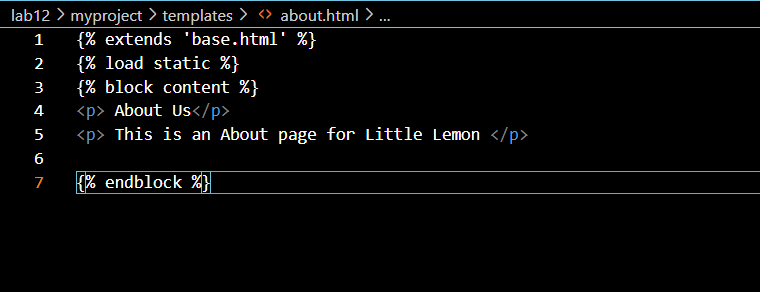 lab12 > myproject > templates > <> about.html > ...
1 {% extends 'base.html' %}
2 {% load static %}
3 {% block content %}
4 <p> About Us</p>
5 <p> This is an About page for Little Lemon </p>
6
7 {% endblock %}